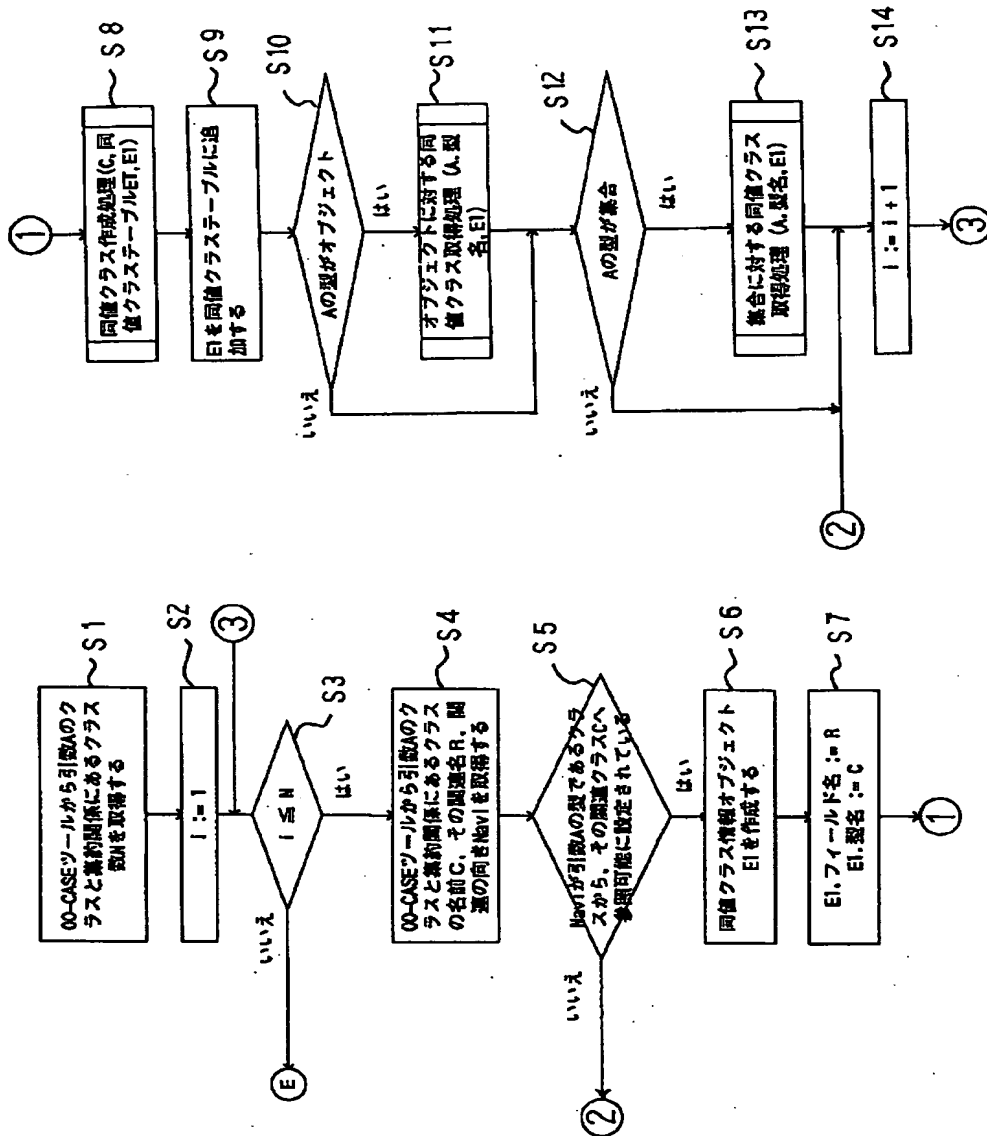 OO-CASEツールから引数Aのク
ラスと集約関係にあるクラス
数Nを取得する
S1
i := 1
S2
③
i ≦ N
S3
いいえ
はい
E
OO-CASEツールから引数Aのク
ラスと集約関係にあるクラス
の名前C、その関連名R、関
連の向きNaviを取得する
S4
Naviが引数Aの型であるクラ
スから、その関連クラスCへ
参照可能に設定されている
S5
いいえ
はい
②
同値クラス情報オブジェクト
E1を作成する
S6
E1.フィールド名 := R
E1.型名 := C
S7
①
①
同値クラス作成処理(C,同
値クラステーブルET,E1)
S8
E1を同値クラステーブルに追
加する
S9
Aの型がオブジェクト
S10
いいえ
はい
オブジェクトに対する同
値クラス取得処理(A.型
名,E1)
S11
Aの型が集合
S12
いいえ
はい
集合に対する同値クラス
取得処理(A.型名,E1)
S13
②
i := i + 1
S14
③